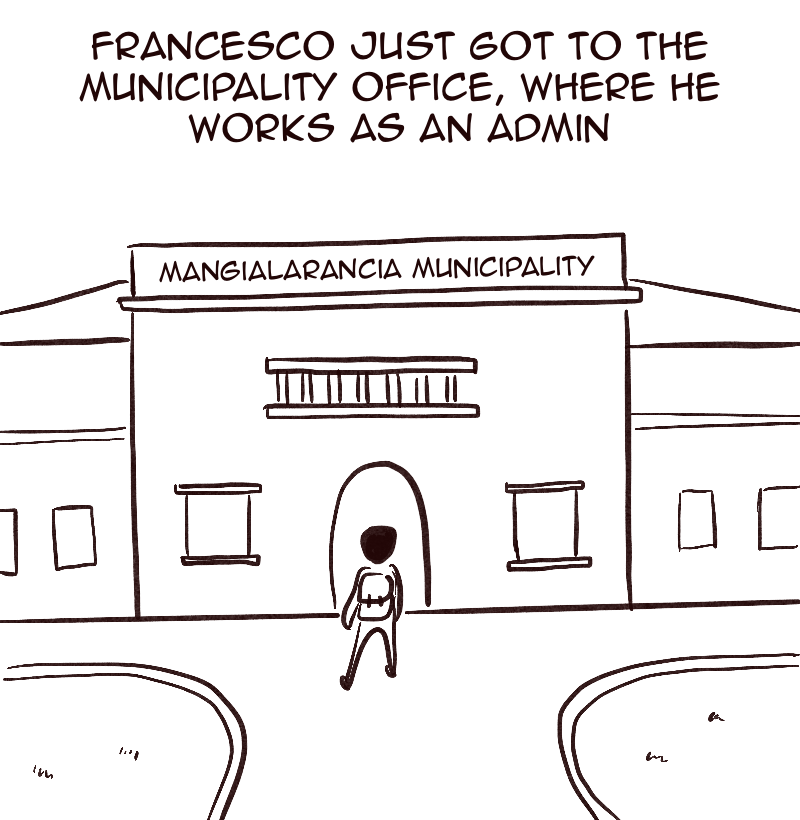 FRANCESCO JUST GOT TO THE
MUNICIPALITY OFFICE, WHERE HE
WORKS AS AN ADMIN
MANGIALARANCIA MUNICIPALITY